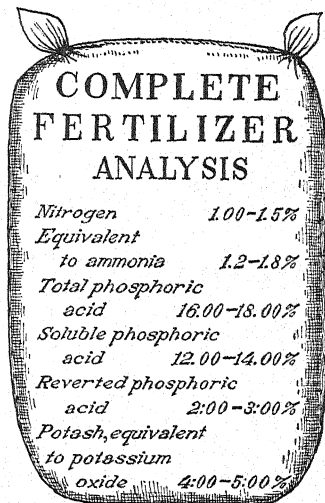 COMPLETE
FERTILIZER
ANALYSIS
Nitrogen 1.00-1.5%
Equivalent
to ammonia 1.2-1.8%
Total phosphoric
acid 16.00-18.00%
Soluble phosphoric
acid 12.00-14.00%
Reverted phosphoric
acid 2:00-3:00%
Potash, equivalent
to potassium
oxide 4:00-5:00%